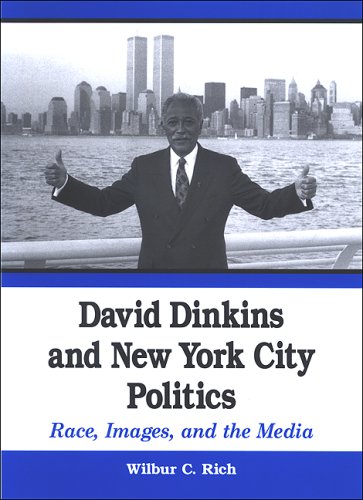 David Dinkins
and New York City
Politics
Race, Images, and the Media
Wilbur C. Rich